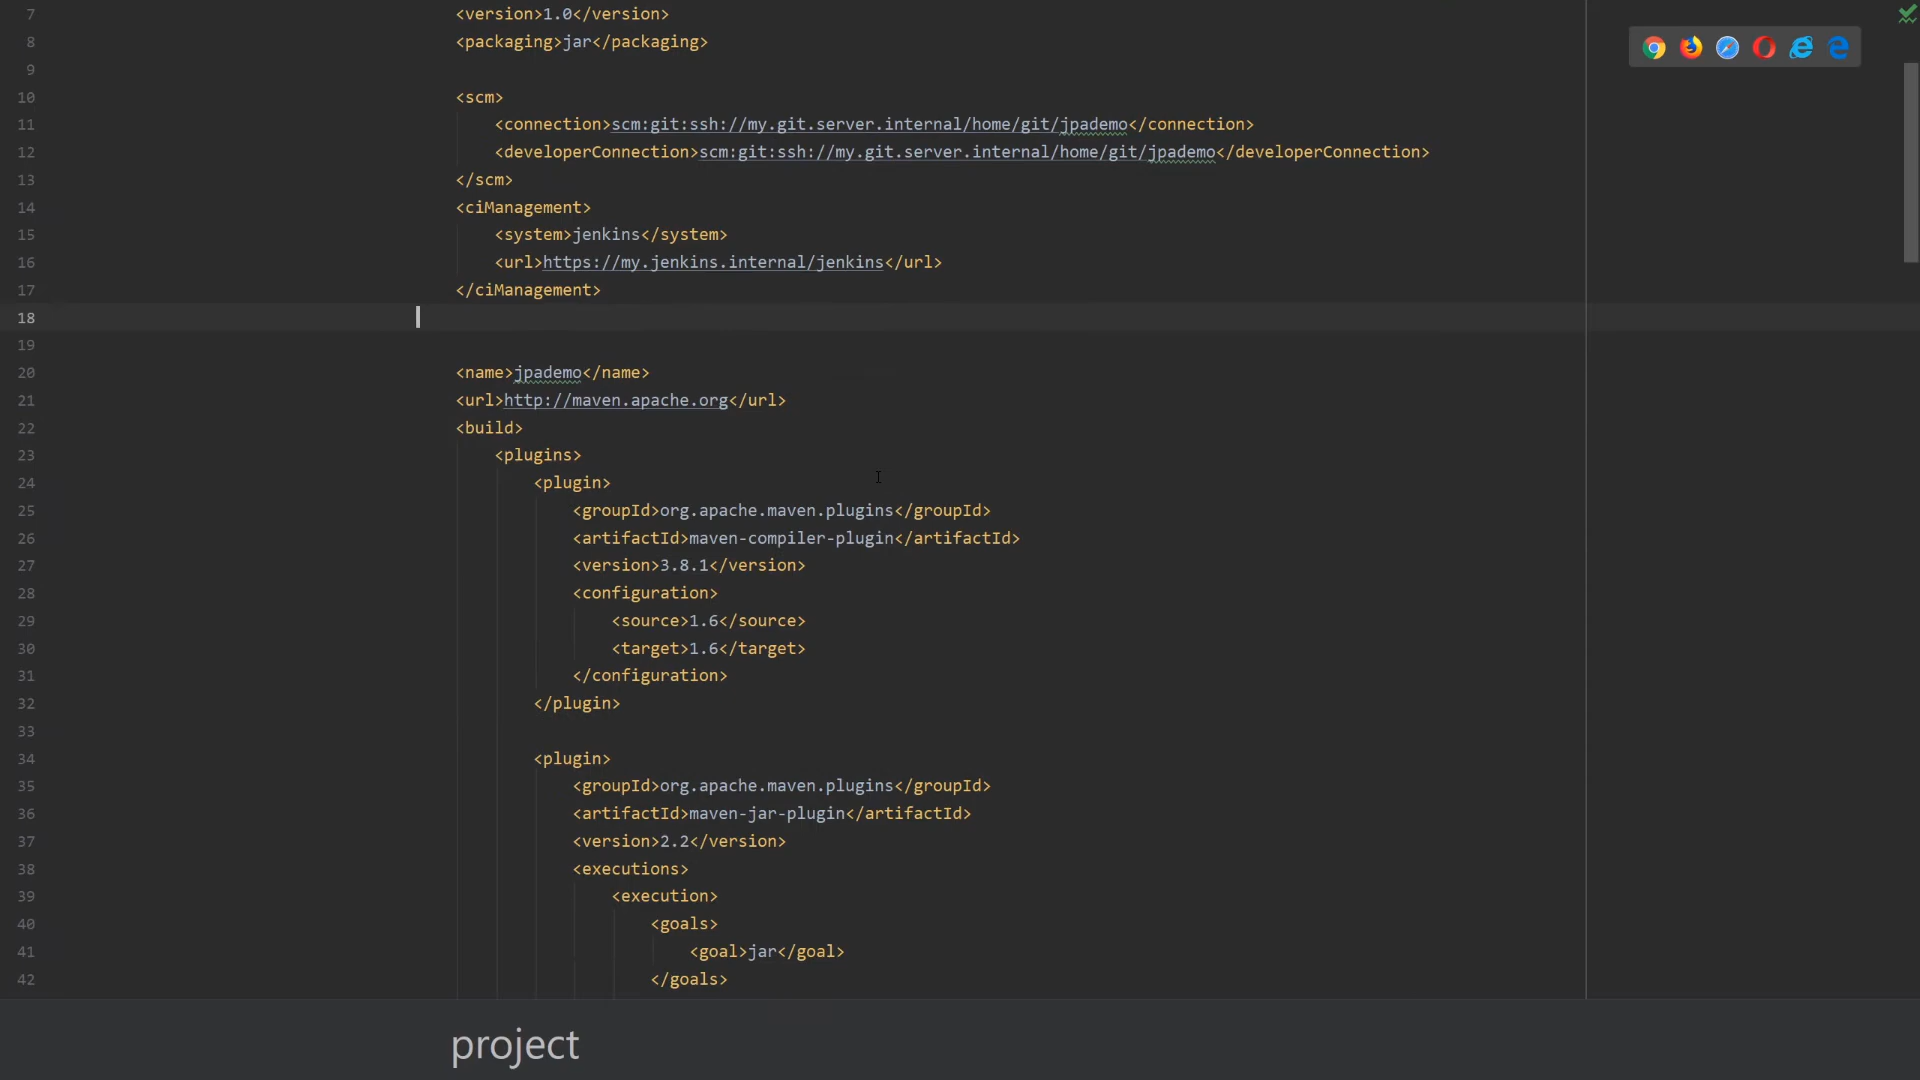 7 <version>1.0</version>
8 <packaging>jar</packaging>
9
10 <scm>
11 <connection>scm:git:ssh://my.git.server.internal/home/git/jpademo</connection>
12 <developerConnection>scm:git:ssh://my.git.server.internal/home/git/jpademo</developerConnection>
13 </scm>
14 <ciManagement>
15 <system>jenkins</system>
16 <url>https://my.jenkins.internal/jenkins</url>
17 </ciManagement>
18
19
20 <name>jpademo</name>
21 <url>http://maven.apache.org</url>
22 <build>
23 <plugins>
24 <plugin>
25 <groupId>org.apache.maven.plugins</groupId>
26 <artifactId>maven-compiler-plugin</artifactId>
27 <version>3.8.1</version>
28 <configuration>
29 <source>1.6</source>
30 <target>1.6</target>
31 </configuration>
32 </plugin>
33
34 <plugin>
35 <groupId>org.apache.maven.plugins</groupId>
36 <artifactId>maven-jar-plugin</artifactId>
37 <version>2.2</version>
38 <executions>
39 <execution>
40 <goals>
41 <goal>jar</goal>
42 </goals>
project